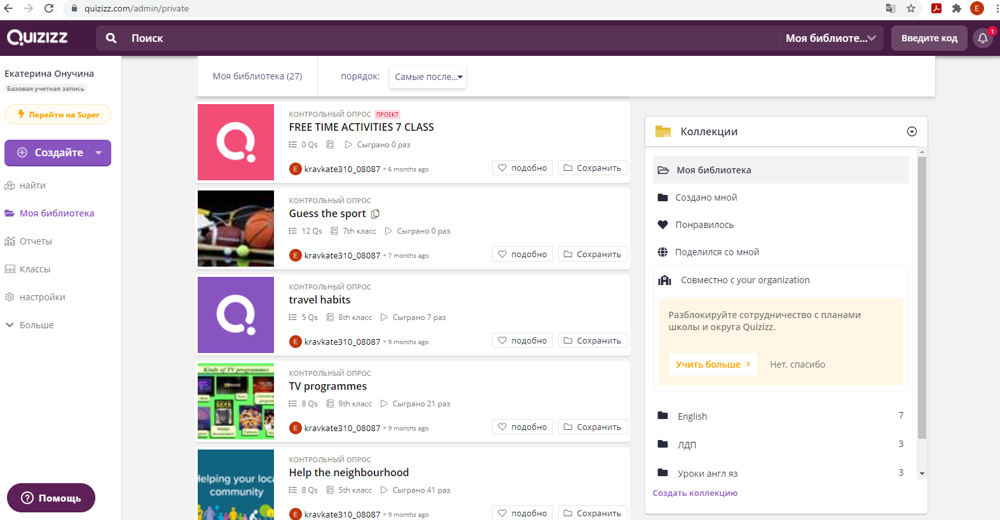 quizizz.com/admin/private
E
QUIZIZZ
Поиск
Моя библиоте...
Введите код
1
Екатерина Онучина
Базовая учетная запись
Перейти на Super
Создайте
найти
Моя библиотека
Отчеты
Классы
настройки
Больше
Помощь
Моя библиотека (27)
порядок:
Самые после...
КОНТРОЛЬНЫЙ ОПРОС ПРОЕКТ
FREE TIME ACTIVITIES 7 CLASS
0 Qs Сыграно 0 раз
E kravkate310_08087 • 6 months ago
подобно Сохранить
КОНТРОЛЬНЫЙ ОПРОС
Guess the sport
12 Qs 7th класс Сыграно 0 раз
E kravkate310_08087 • 7 months ago
подобно Сохранить
КОНТРОЛЬНЫЙ ОПРОС
travel habits
5 Qs 8th класс Сыграно 7 раз
E kravkate310_08087 • 9 months ago
подобно Сохранить
Kinds of TV programmes
КОНТРОЛЬНЫЙ ОПРОС
TV programmes
8 Qs 9th класс Сыграно 21 раз
E kravkate310_08087 • 9 months ago
подобно Сохранить
Helping your loca
community
КОНТРОЛЬНЫЙ ОПРОС
Help the neighbourhood
8 Qs 5th класс Сыграно 41 раз
E kravkate310_08087 • 9 months ago
подобно Сохранить
Коллекции
Моя библиотека
Создано мной
Понравилось
Поделился со мной
Совместно с your organization
Разблокируйте сотрудничество с планами
школы и округа Quizizz.
Учить больше
Нет, спасибо
English 7
ЛДП 3
Уроки англ яз 3
Создать коллекцию